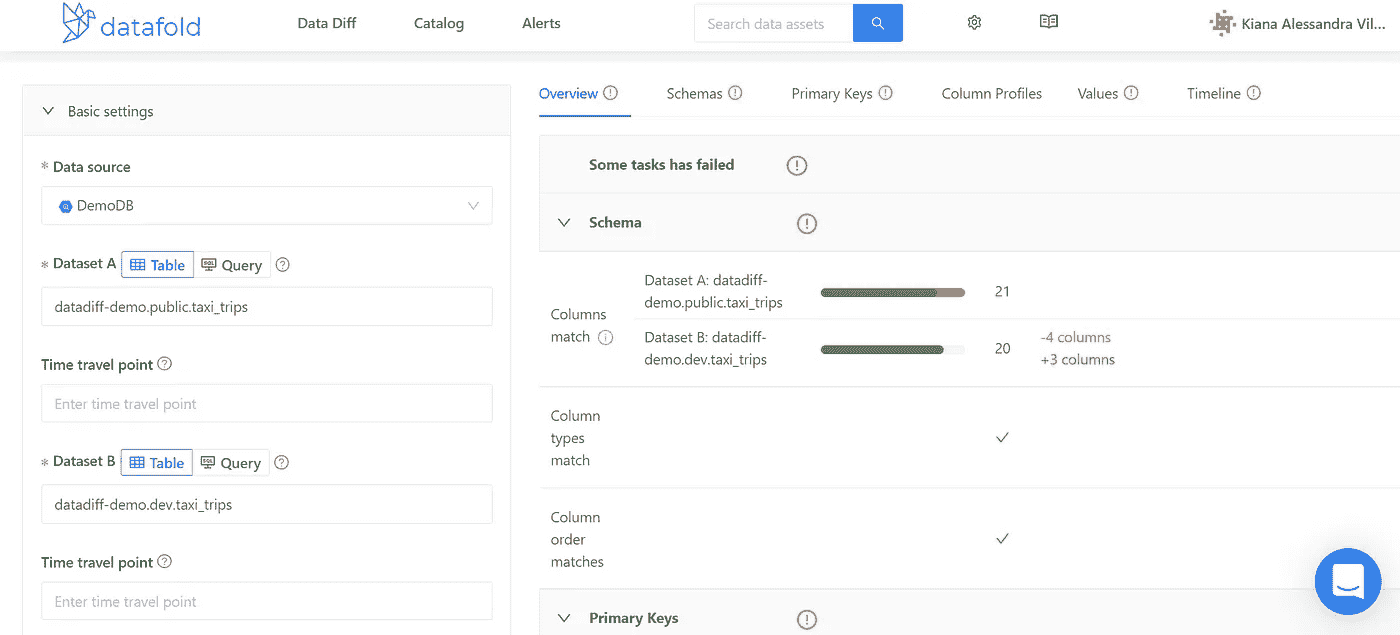 datafold
Data Diff
Catalog
Alerts
Search data assets
Kiana Alessandra Vil...
Basic settings
* Data source
DemoDB
* Dataset A
Table
Query
datadiff-demo.public.taxi_trips
Time travel point
Enter time travel point
* Dataset B
Table
Query
datadiff-demo.dev.taxi_trips
Time travel point
Enter time travel point
Overview
Schemas
Primary Keys
Column Profiles
Values
Timeline
Some tasks has failed
Schema
Columns
match
Dataset A: datadiff-
demo.public.taxi_trips
21
Dataset B: datadiff-
demo.dev.taxi_trips
20
-4 columns
+3 columns
Column
types
match
Column
order
matches
Primary Keys